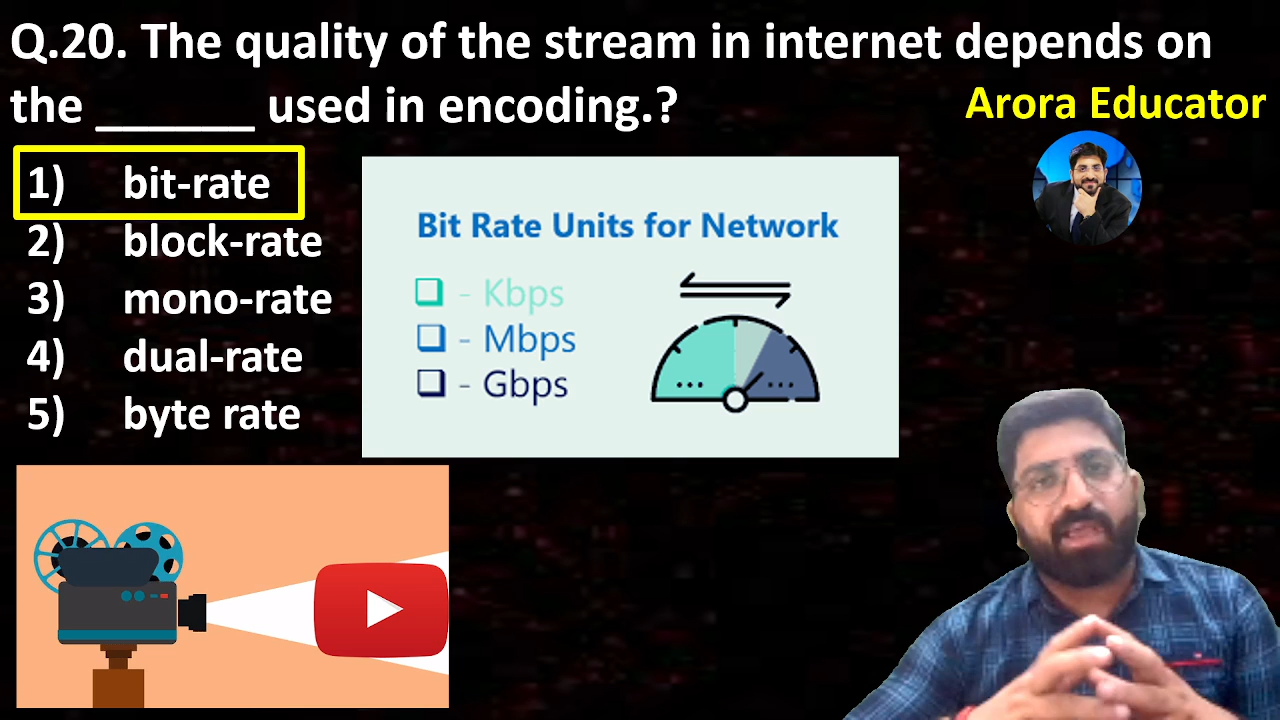 Q.20. The quality of the stream in internet depends on
the ______ used in encoding.?
Arora Educator
1) bit-rate
2) block-rate
3) mono-rate
4) dual-rate
5) byte rate
Bit Rate Units for Network
- Kbps
- Mbps
- Gbps